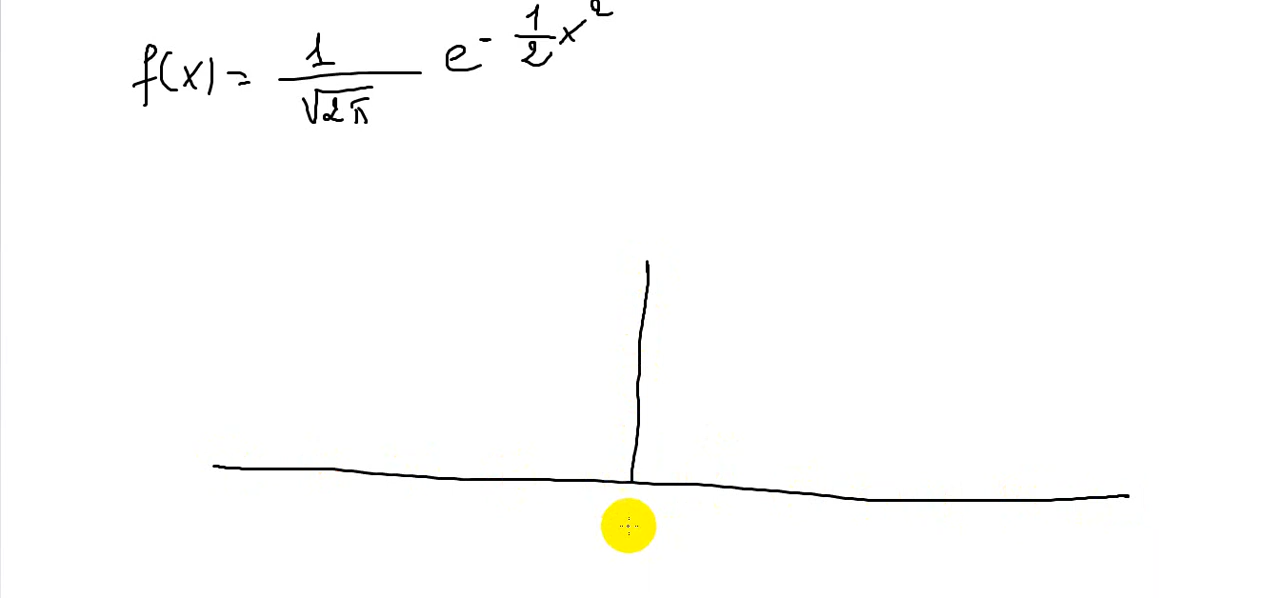 f(x) = 1/√2π e^-1/2 x^2